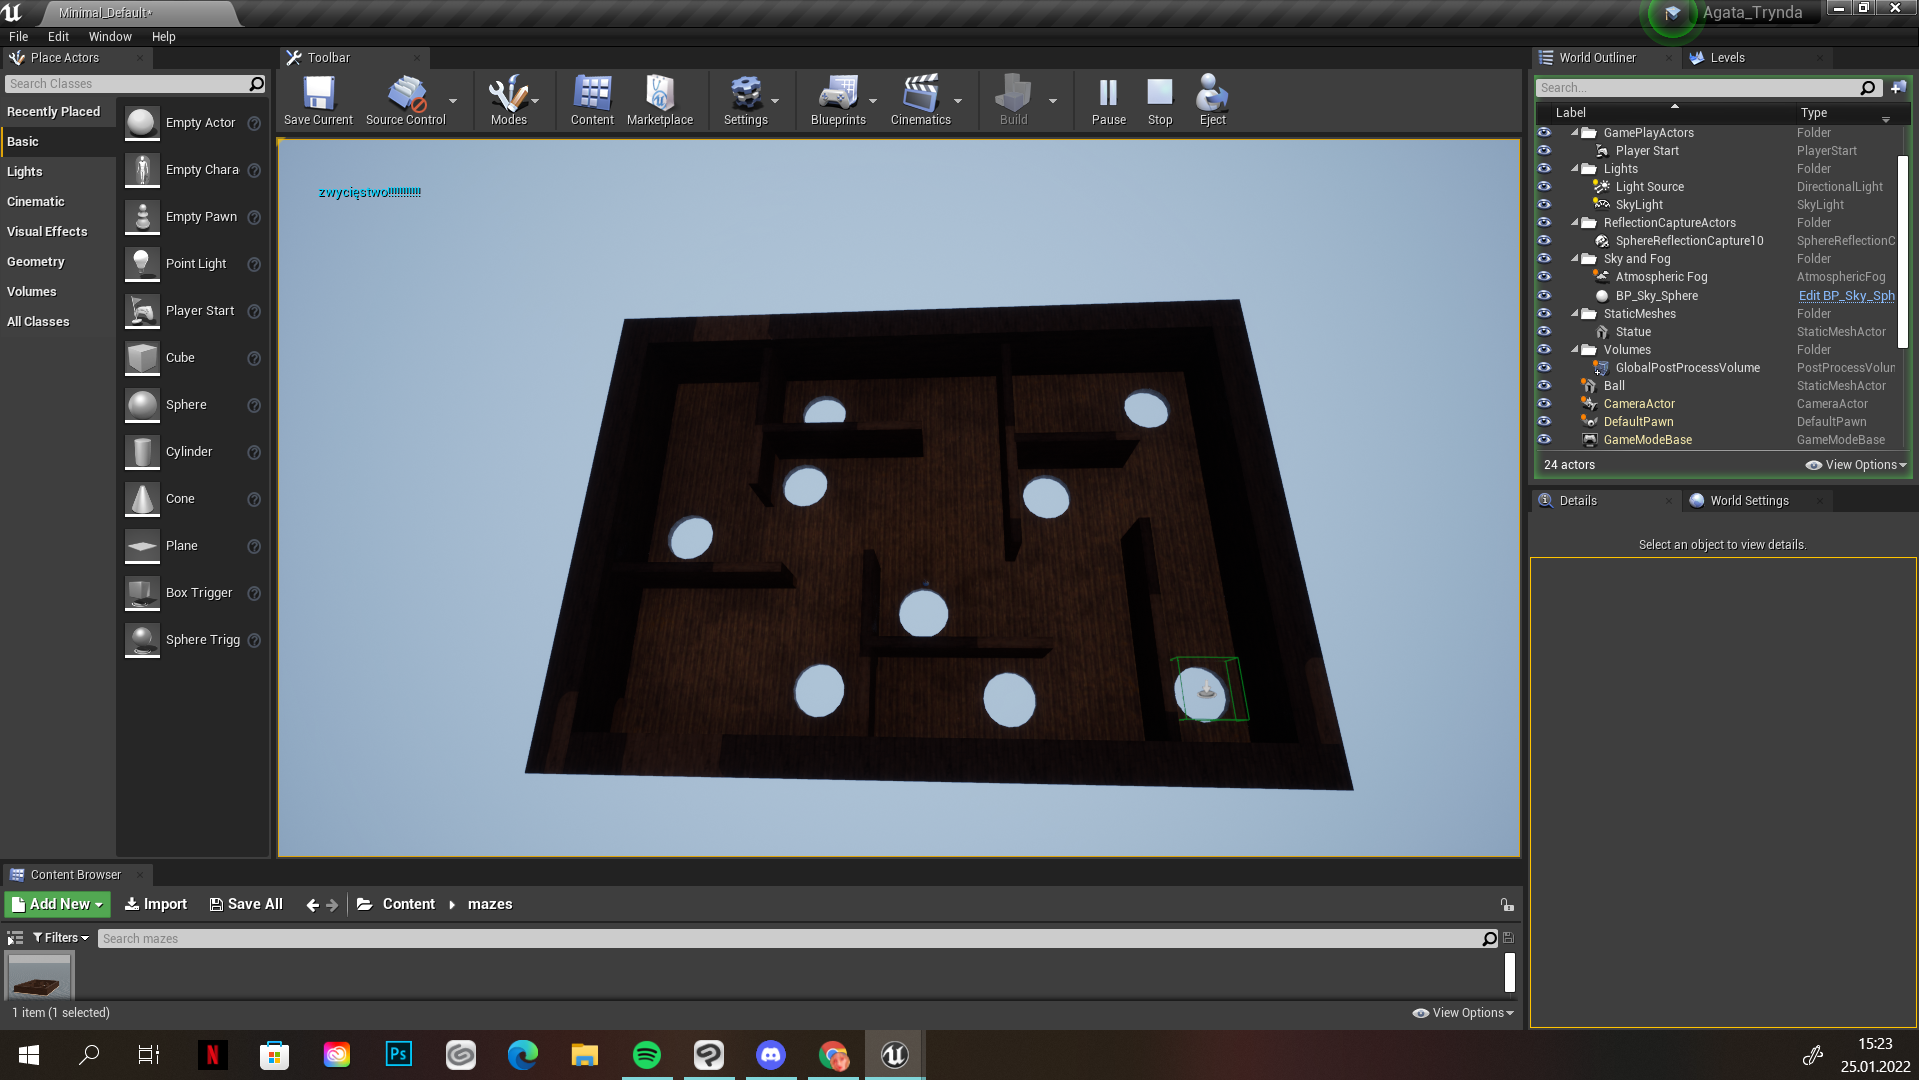 Minimal_Default*
Agata_Trynda
File Edit Window Help
Place Actors
Search Classes
Recently Placed
Basic
Lights
Cinematic
Visual Effects
Geometry
Volumes
All Classes
Empty Actor
Empty Chara
Empty Pawn
Point Light
Player Start
Cube
Sphere
Cylinder
Cone
Plane
Box Trigger
Sphere Trigg
Toolbar
Save Current Source Control Modes Content Marketplace Settings Blueprints Cinematics Build Pause Stop Eject
zwycięstwo!!!!!!!!!!!
World Outliner Levels
Search...
Label Type
GamePlayActors Folder
Player Start PlayerStart
Lights Folder
Light Source DirectionalLight
SkyLight SkyLight
ReflectionCaptureActors Folder
SphereReflectionCapture10 SphereReflectionC
Sky and Fog Folder
Atmospheric Fog AtmosphericFog
BP_Sky_Sphere Edit BP_Sky_Sph
StaticMeshes Folder
Statue StaticMeshActor
Volumes Folder
GlobalPostProcessVolume PostProcessVolun
Ball StaticMeshActor
CameraActor CameraActor
DefaultPawn DefaultPawn
GameModeBase GameModeBase
24 actors View Options
Details World Settings
Select an object to view details.
Content Browser
Add New Import Save All Content mazes
Filters Search mazes
1 item (1 selected) View Options
N Ps
15:23
25.01.2022